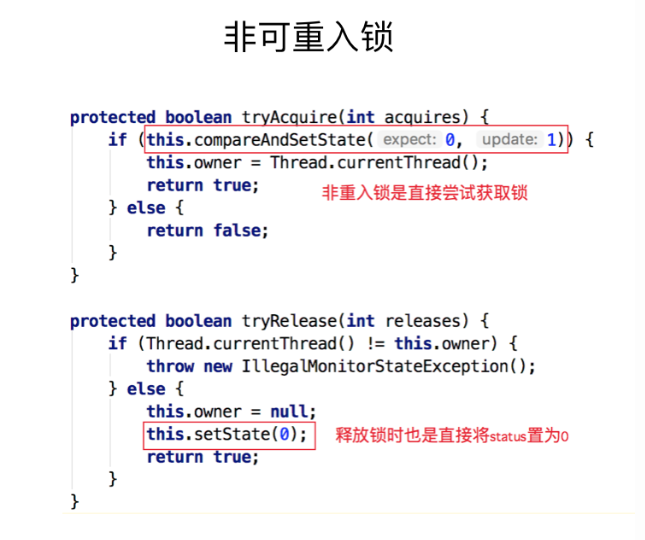 非可重入锁
protected boolean tryAcquire(int acquires) {
if (this.compareAndSetState( expect: 0, update: 1)) {
this.owner = Thread.currentThread();
return true;
非重入锁是直接尝试获取锁
} else {
return false;
}
}
protected boolean tryRelease(int releases) {
if (Thread.currentThread() != this.owner) {
throw new IllegalMonitorStateException();
} else {
this.owner = null;
this.setState(0); 释放锁时也是直接将status置为0
return true;
}
}